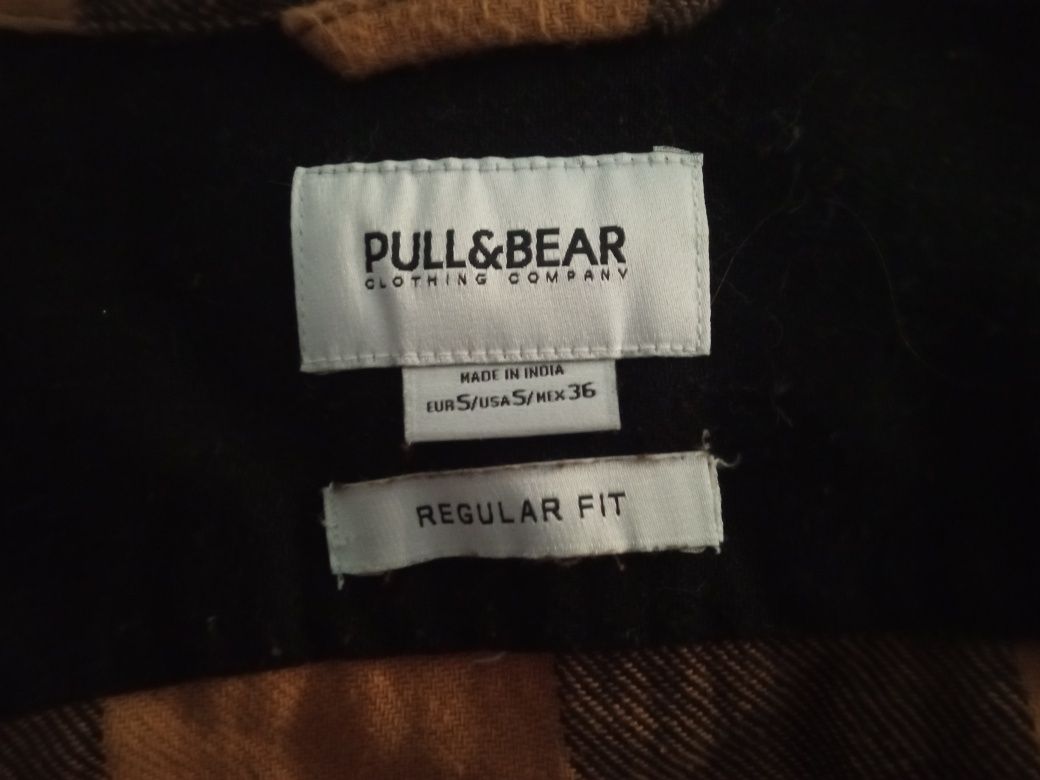 PULL&BEAR
CLOTHING COMPANY
MADE IN INDIA
EUR S/USA S/MEX 36
REGULAR FIT